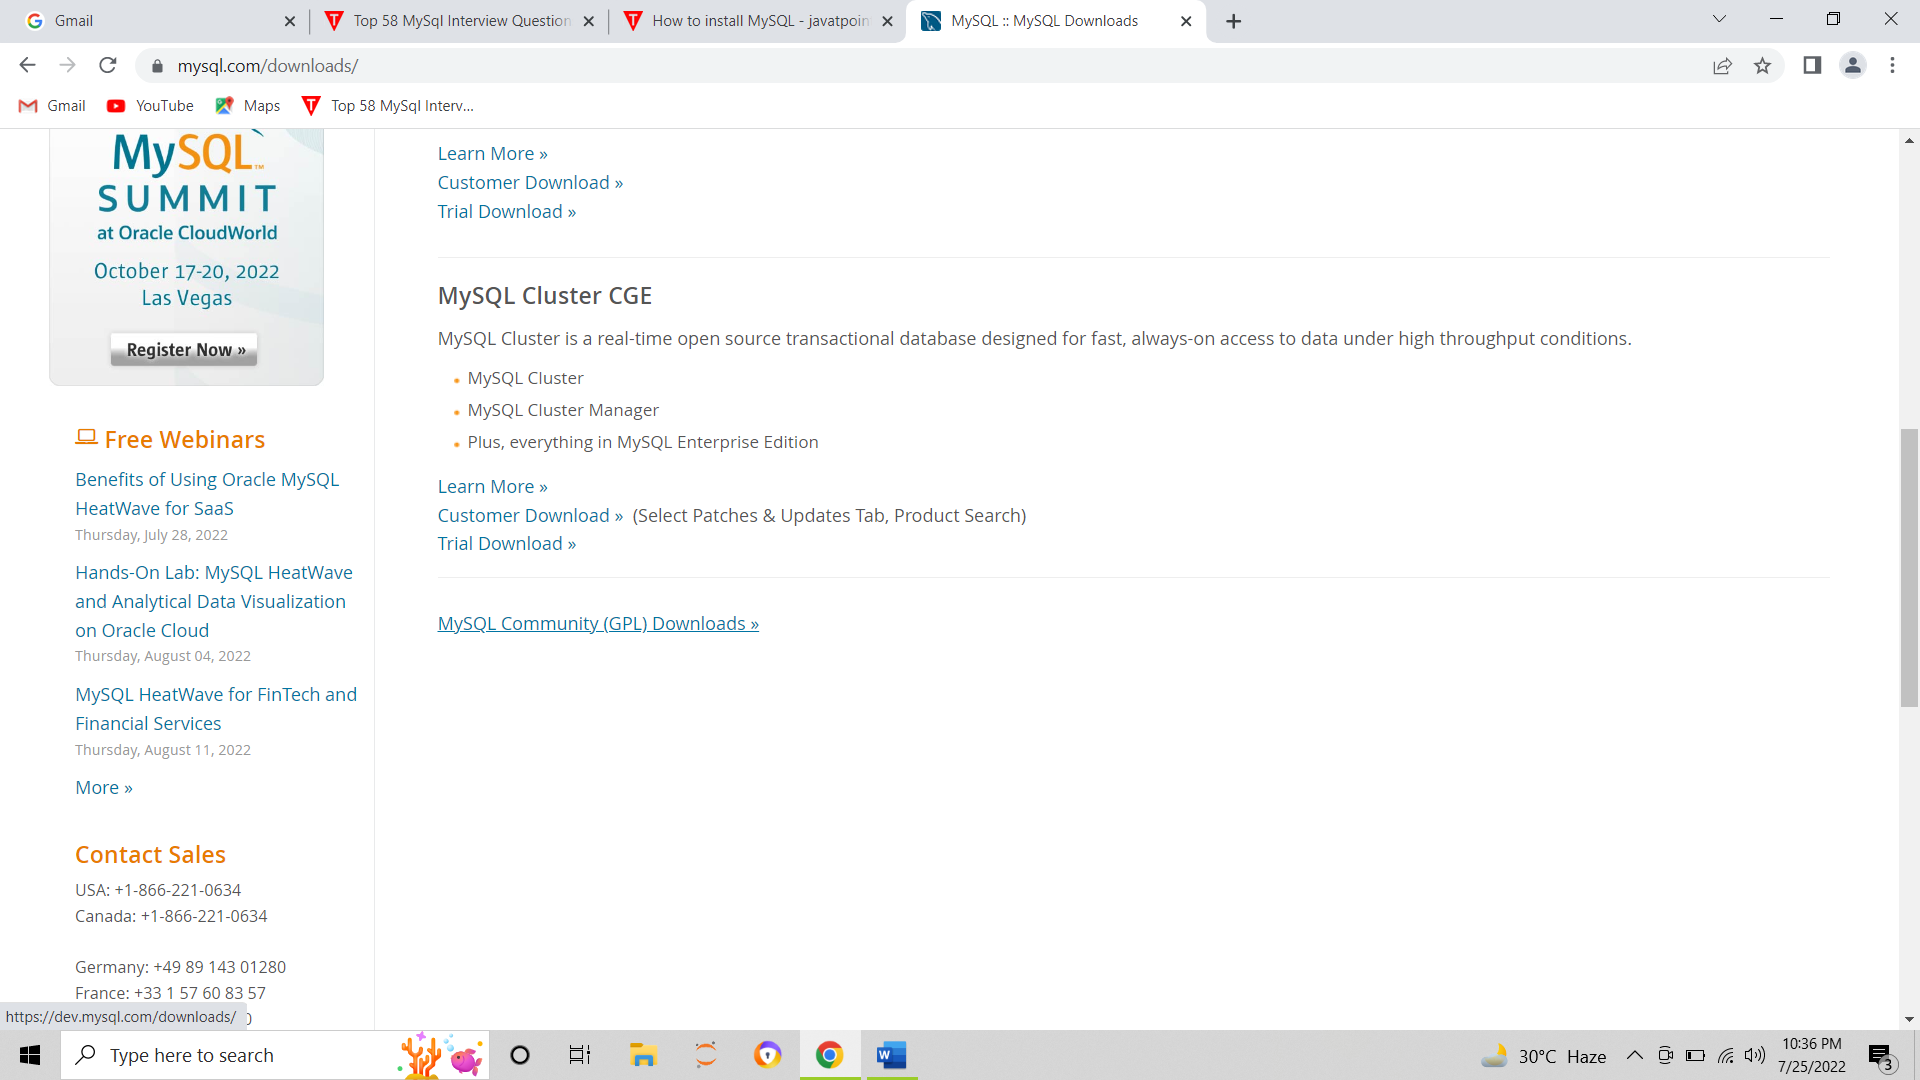 Gmail
Top 58 MySql Interview Question
How to install MySQL - javatpoin
MySQL :: MySQL Downloads
mysql.com/downloads/
Gmail
YouTube
Maps
Top 58 MySql Interv...
MySQL™
SUMMIT
at Oracle CloudWorld
October 17-20, 2022
Las Vegas
Register Now »
Free Webinars
Benefits of Using Oracle MySQL
HeatWave for SaaS
Thursday, July 28, 2022
Hands-On Lab: MySQL HeatWave
and Analytical Data Visualization
on Oracle Cloud
Thursday, August 04, 2022
MySQL HeatWave for FinTech and
Financial Services
Thursday, August 11, 2022
More »
Contact Sales
USA: +1-866-221-0634
Canada: +1-866-221-0634
Germany: +49 89 143 01280
France: +33 1 57 60 83 57
Learn More »
Customer Download »
Trial Download »
MySQL Cluster CGE
MySQL Cluster is a real-time open source transactional database designed for fast, always-on access to data under high throughput conditions.
MySQL Cluster
MySQL Cluster Manager
Plus, everything in MySQL Enterprise Edition
Learn More »
Customer Download » (Select Patches & Updates Tab, Product Search)
Trial Download »
MySQL Community (GPL) Downloads »
https://dev.mysql.com/downloads/
Type here to search
30°C Haze
10:36 PM
7/25/2022
3